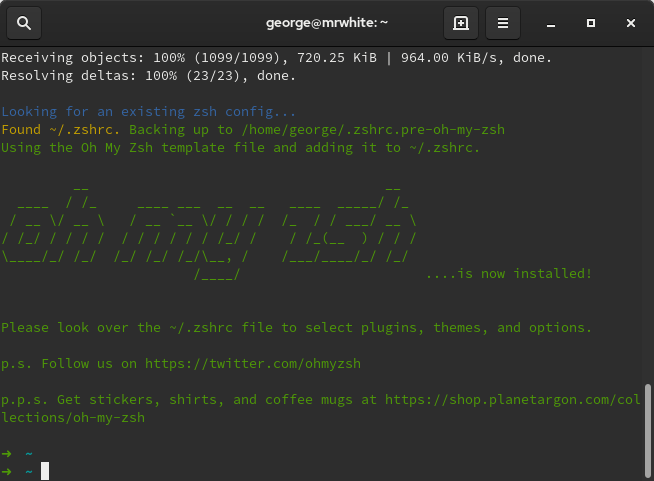 george@mrwhite: ~
Receiving objects: 100% (1099/1099), 720.25 KiB | 964.00 KiB/s, done.
Resolving deltas: 100% (23/23), done.
Looking for an existing zsh config...
Found ~/.zshrc. Backing up to /home/george/.zshrc.pre-oh-my-zsh
Using the Oh My Zsh template file and adding it to ~/.zshrc.
         __                                     __
  ____  / /_     ____ ___  __  __   ____  _____/ /_
 / __ \/ __ \   / __ `__ \/ / / /  /_  / / ___/ __ \
/ /_/ / / / /  / / / / / / /_/ /    / /_(__  ) / / /
\____/_/ /_/  /_/ /_/ /_/\__, /    /___/____/_/ /_/
                        /____/                       ....is now installed!
Please look over the ~/.zshrc file to select plugins, themes, and options.
p.s. Follow us on https://twitter.com/ohmyzsh
p.p.s. Get stickers, shirts, and coffee mugs at https://shop.planetargon.com/col
lections/oh-my-zsh
➜  ~
➜  ~